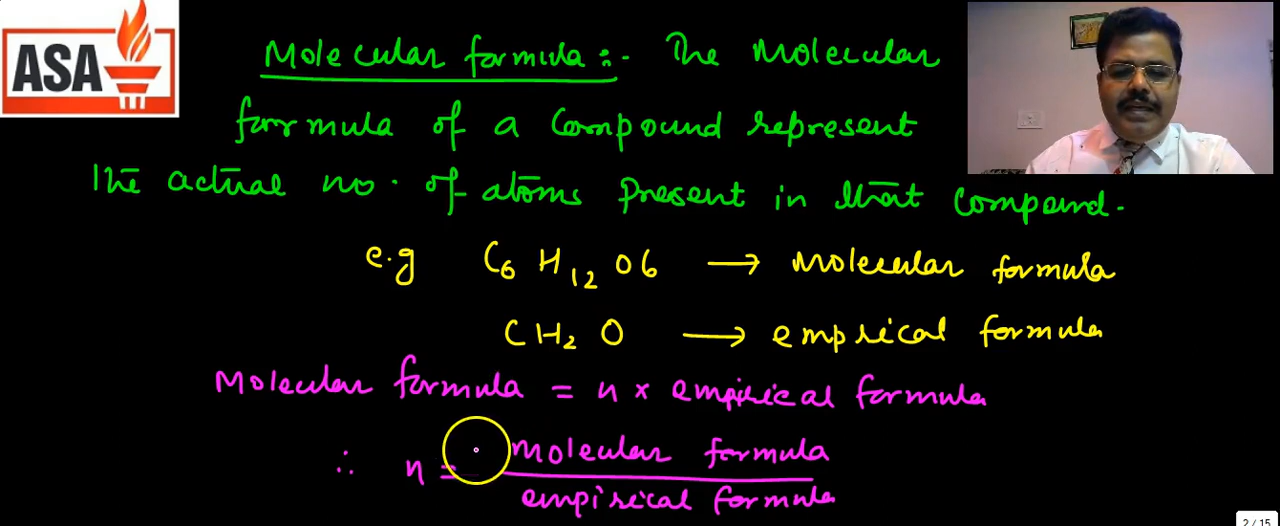 ASA
Molecular formula :- The Molecular
formula of a Compound represent
The actual no. of atoms present in that compound.
e.g C6 H12 O6 → Molecular formula
CH2 O → empirical formula
Molecular formula = n × empirical formula
∴ n = Molecular formula
empirical formula
2 / 15